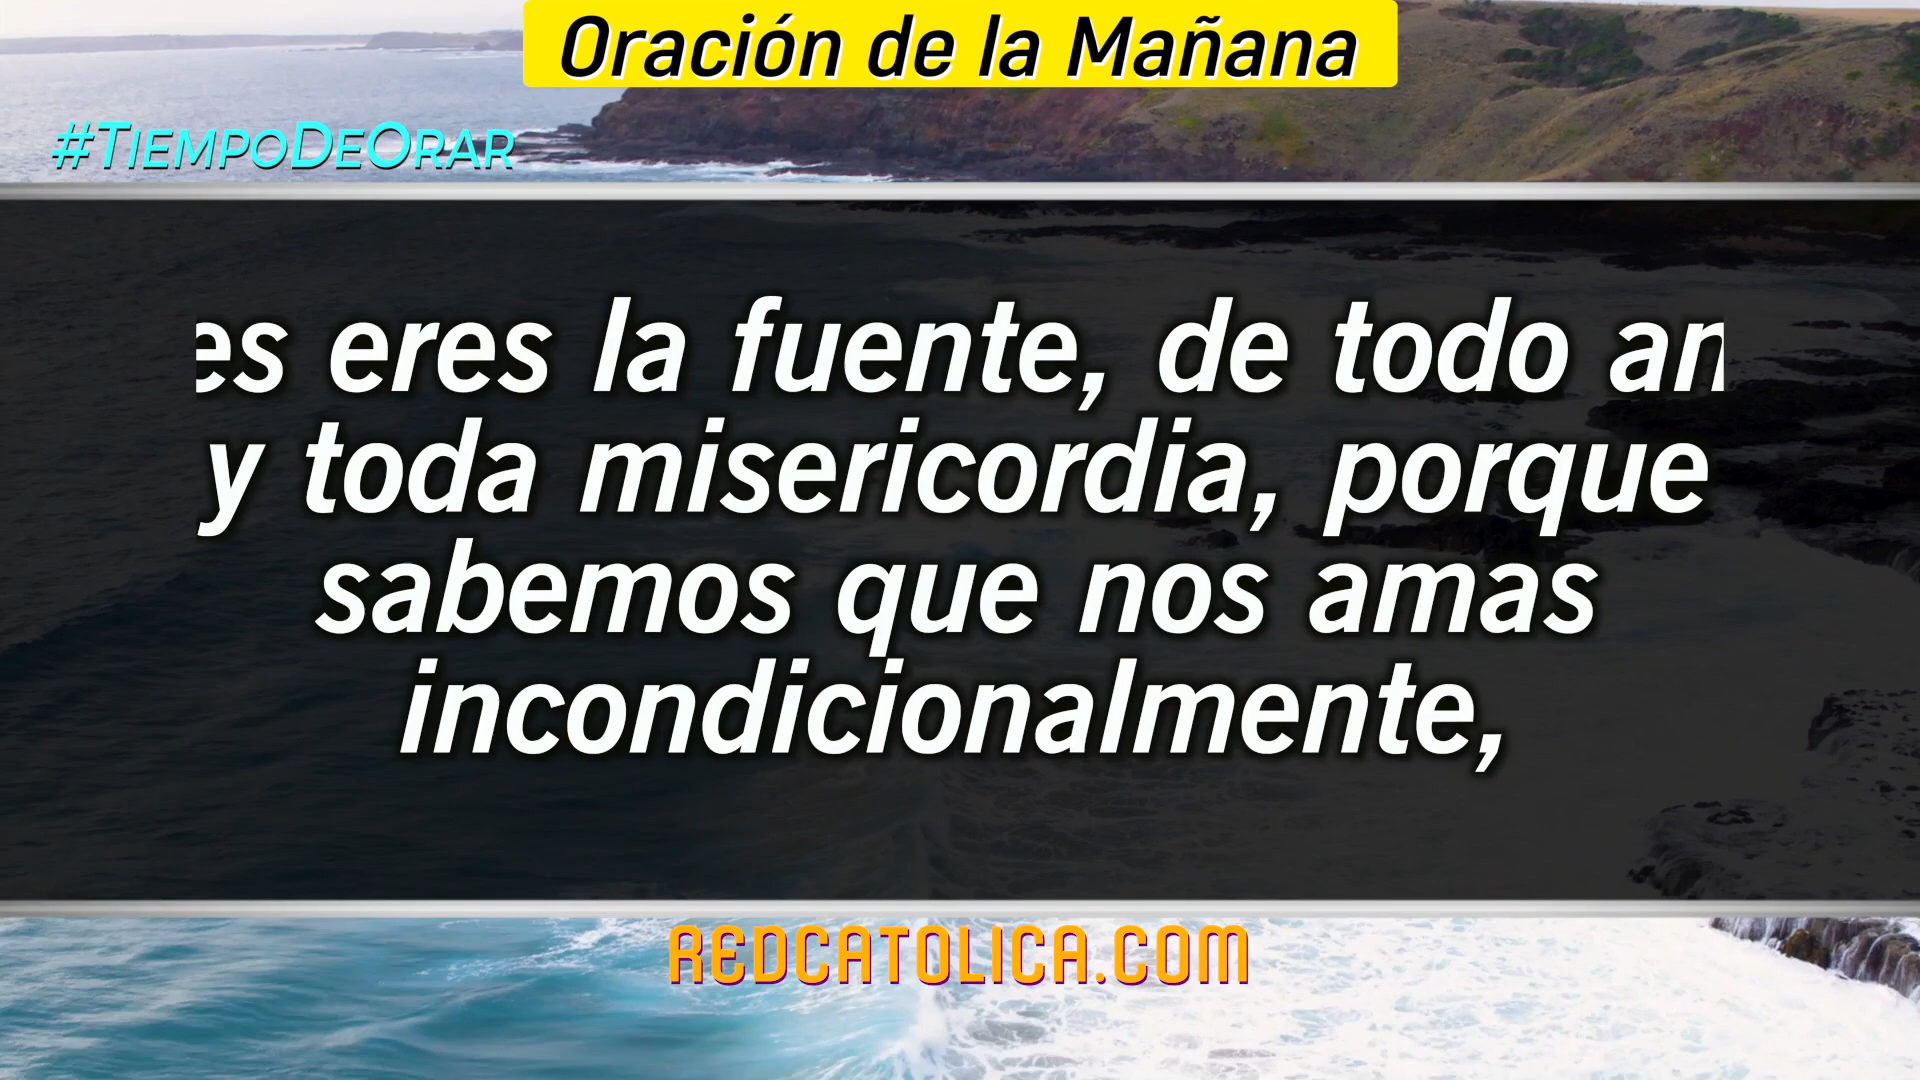 Oración de la Mañana
#TiempoDeOrar
es eres la fuente, de todo
y toda misericordia, porque
sabemos que nos amas
incondicionalmente,
REDCATOLICA.COM